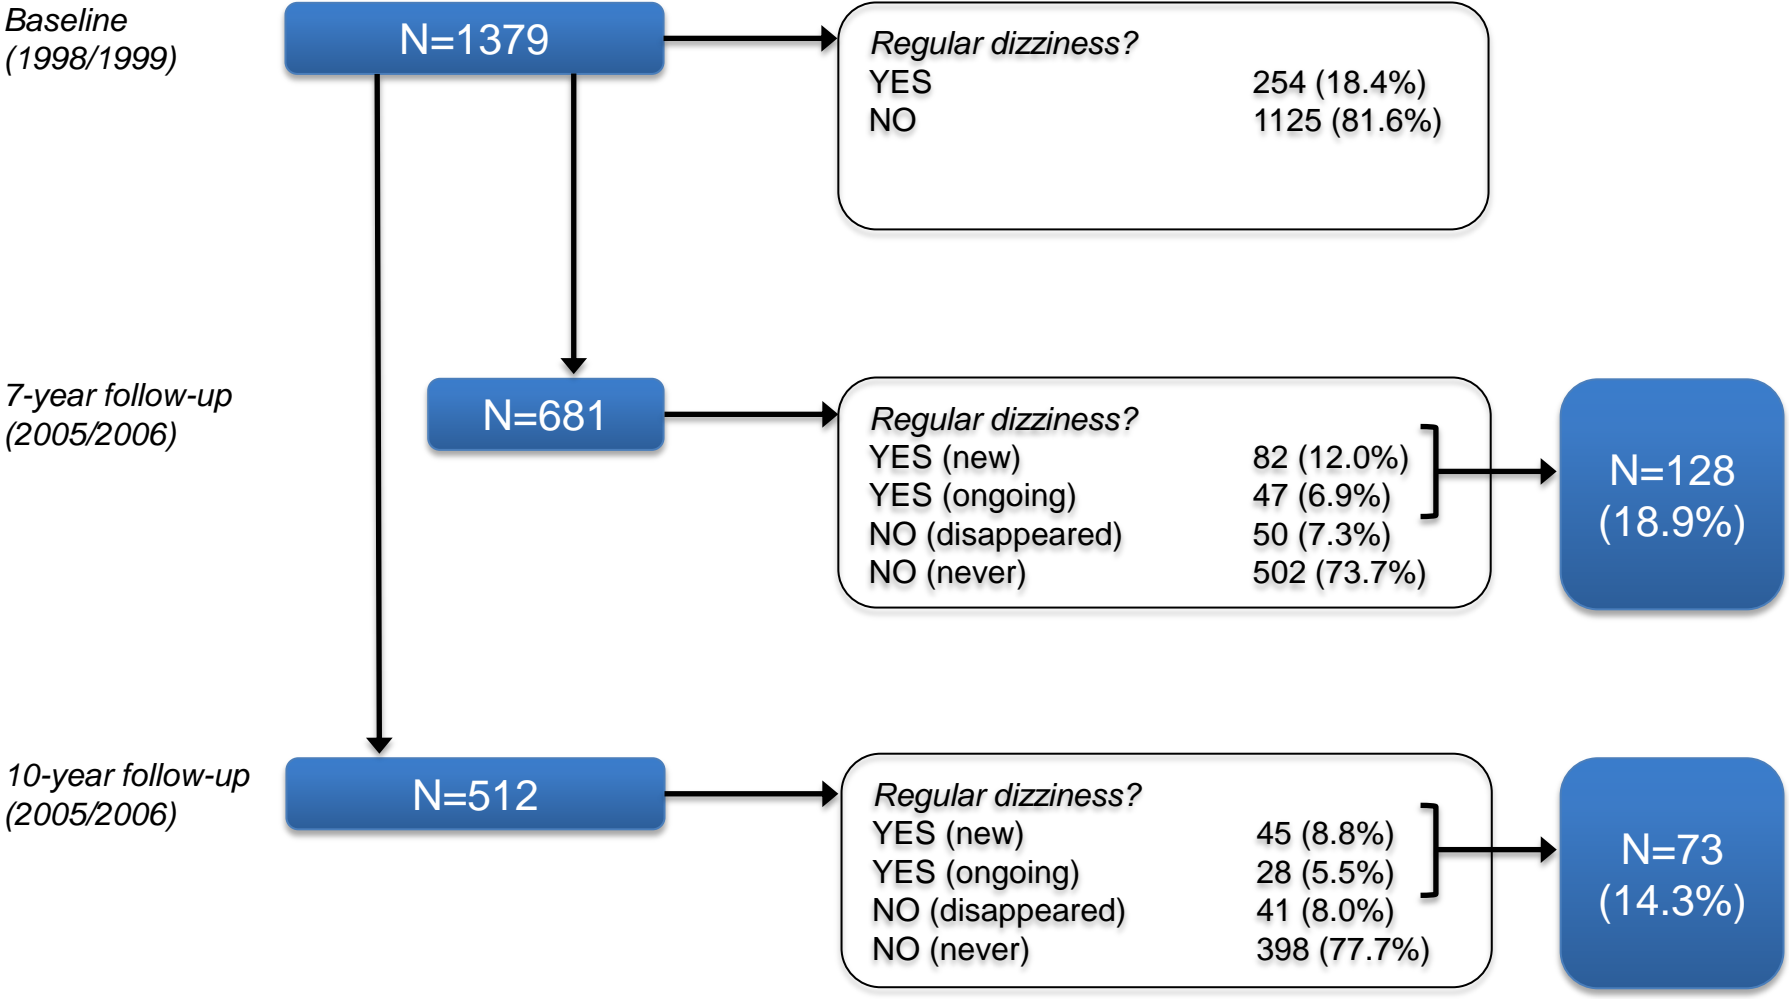 Baseline
(1998/1999)
N=1379
Regular dizziness?
YES 254 (18.4%)
NO 1125 (81.6%)
7-year follow-up
(2005/2006)
N=681
Regular dizziness?
YES (new) 82 (12.0%)
YES (ongoing) 47 (6.9%)
NO (disappeared) 50 (7.3%)
NO (never) 502 (73.7%)
N=128
(18.9%)
10-year follow-up
(2005/2006)
N=512
Regular dizziness?
YES (new) 45 (8.8%)
YES (ongoing) 28 (5.5%)
NO (disappeared) 41 (8.0%)
NO (never) 398 (77.7%)
N=73
(14.3%)